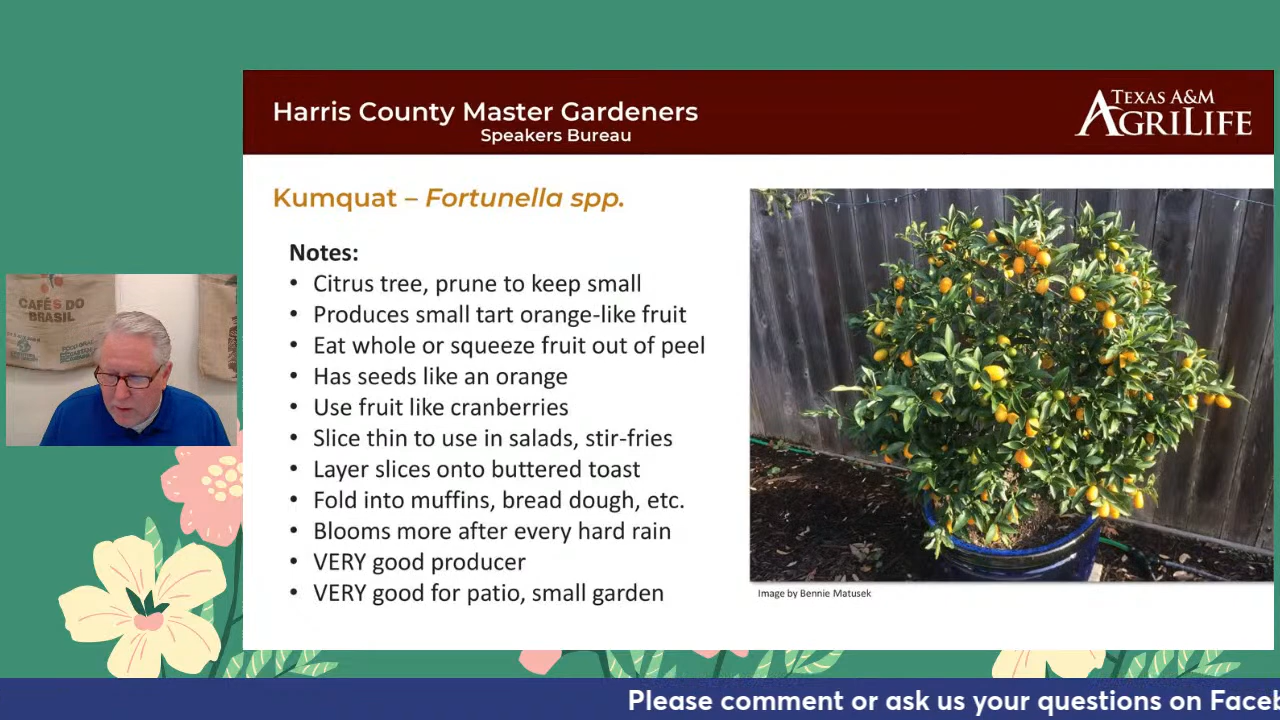 Harris County Master Gardeners
Speakers Bureau
TEXAS A&M
AGRILIFE
Kumquat – Fortunella spp.
Notes:
• Citrus tree, prune to keep small
• Produces small tart orange-like fruit
• Eat whole or squeeze fruit out of peel
• Has seeds like an orange
• Use fruit like cranberries
• Slice thin to use in salads, stir-fries
• Layer slices onto buttered toast
• Fold into muffins, bread dough, etc.
• Blooms more after every hard rain
• VERY good producer
• VERY good for patio, small garden
Image by Bennie Matusek
CAFÉS DO
BRASIL
Please comment or ask us your questions on Faceb